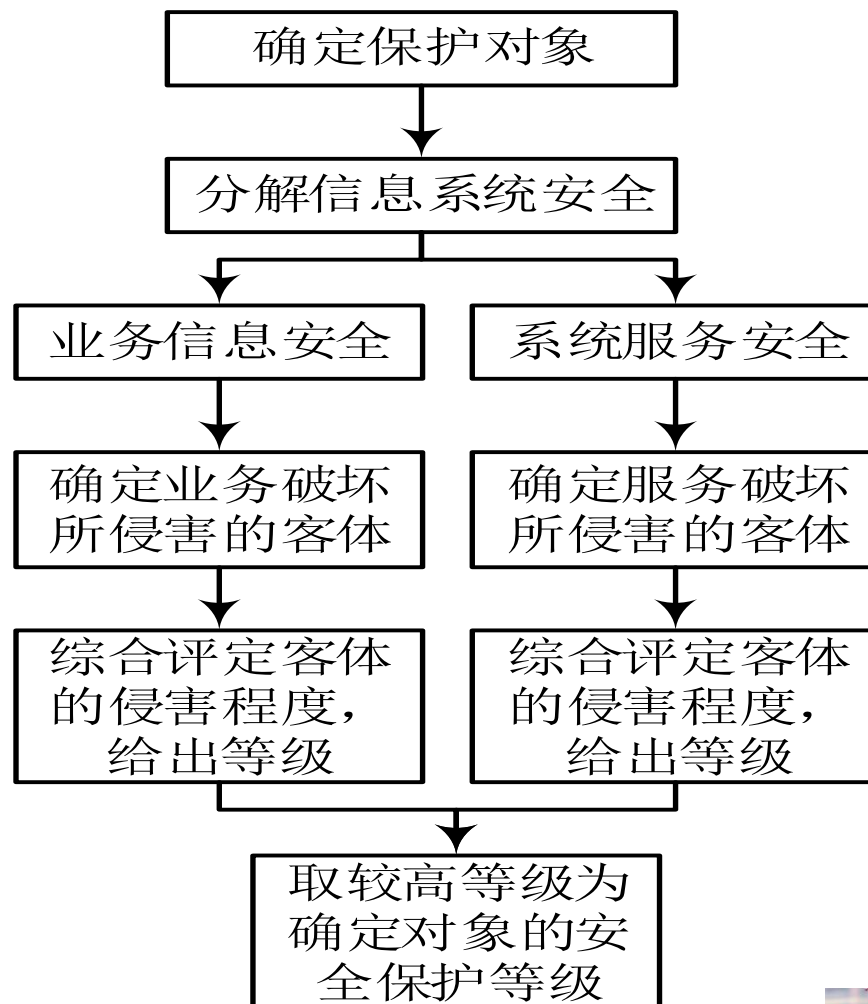 确定保护对象
分解信息系统安全
业务信息安全
系统服务安全
确定业务破坏
所侵害的客体
确定服务破坏
所侵害的客体
综合评定客体
的侵害程度，
给出等级
综合评定客体
的侵害程度，
给出等级
取较高等级为
确定对象的安
全保护等级